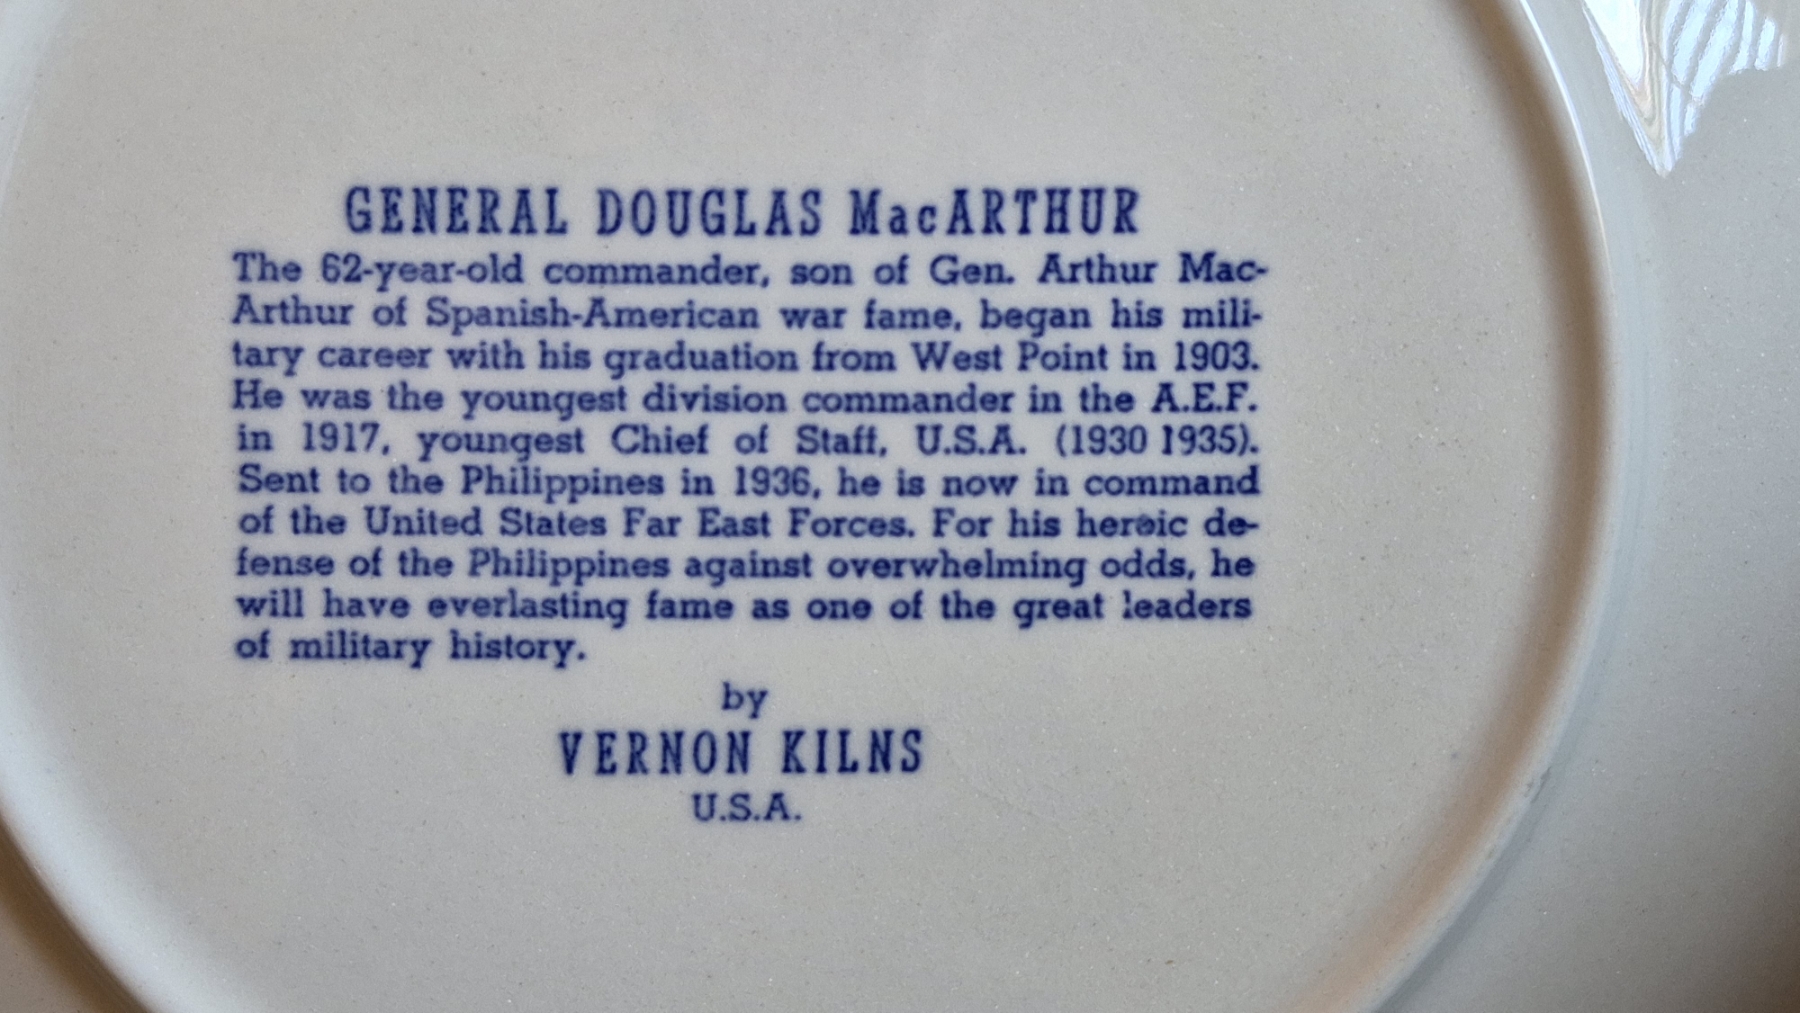 GENERAL DOUGLAS MacARTHUR
The 62-year-old commander, son of Gen. Arthur Mac-
Arthur of Spanish-American war fame, began his mili-
tary career with his graduation from West Point in 1903.
He was the youngest division commander in the A.E.F.
in 1917, youngest Chief of Staff, U.S.A. (1930 1935).
Sent to the Philippines in 1936, he is now in command
of the United States Far East Forces. For his heroic de-
fense of the Philippines against overwhelming odds, he
will have everlasting fame as one of the great leaders
of military history.
by
VERNON KILNS
U.S.A.